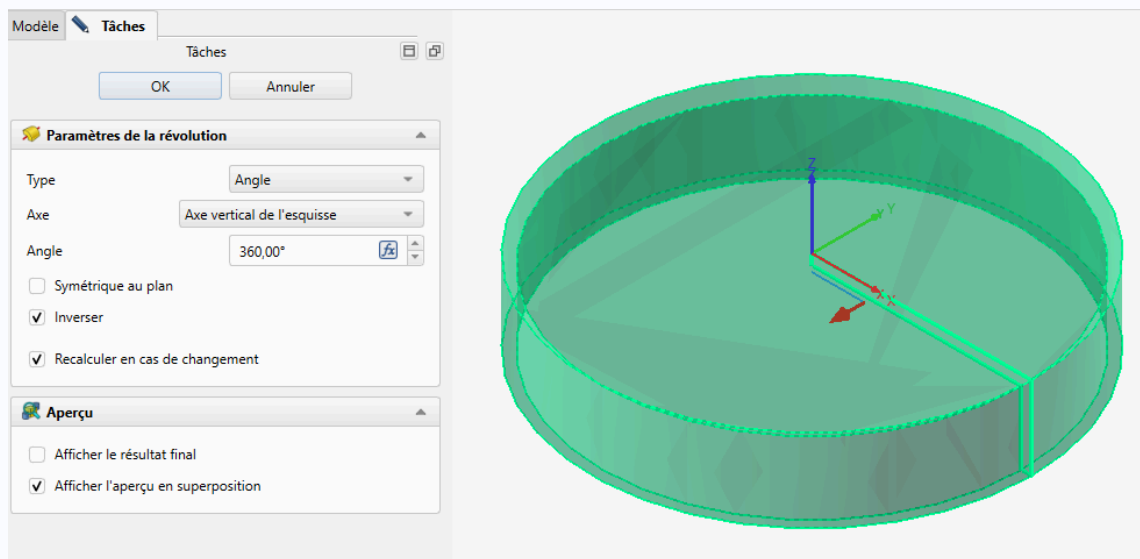 Modèle Tâches
Tâches
OK Annuler
Paramètres de la révolution
Type Angle
Axe Axe vertical de l'esquisse
Angle 360,00° fx
Symétrique au plan
Inverser
Recalculer en cas de changement
Aperçu
Afficher le résultat final
Afficher l'aperçu en superposition
Z
Y Y
X X